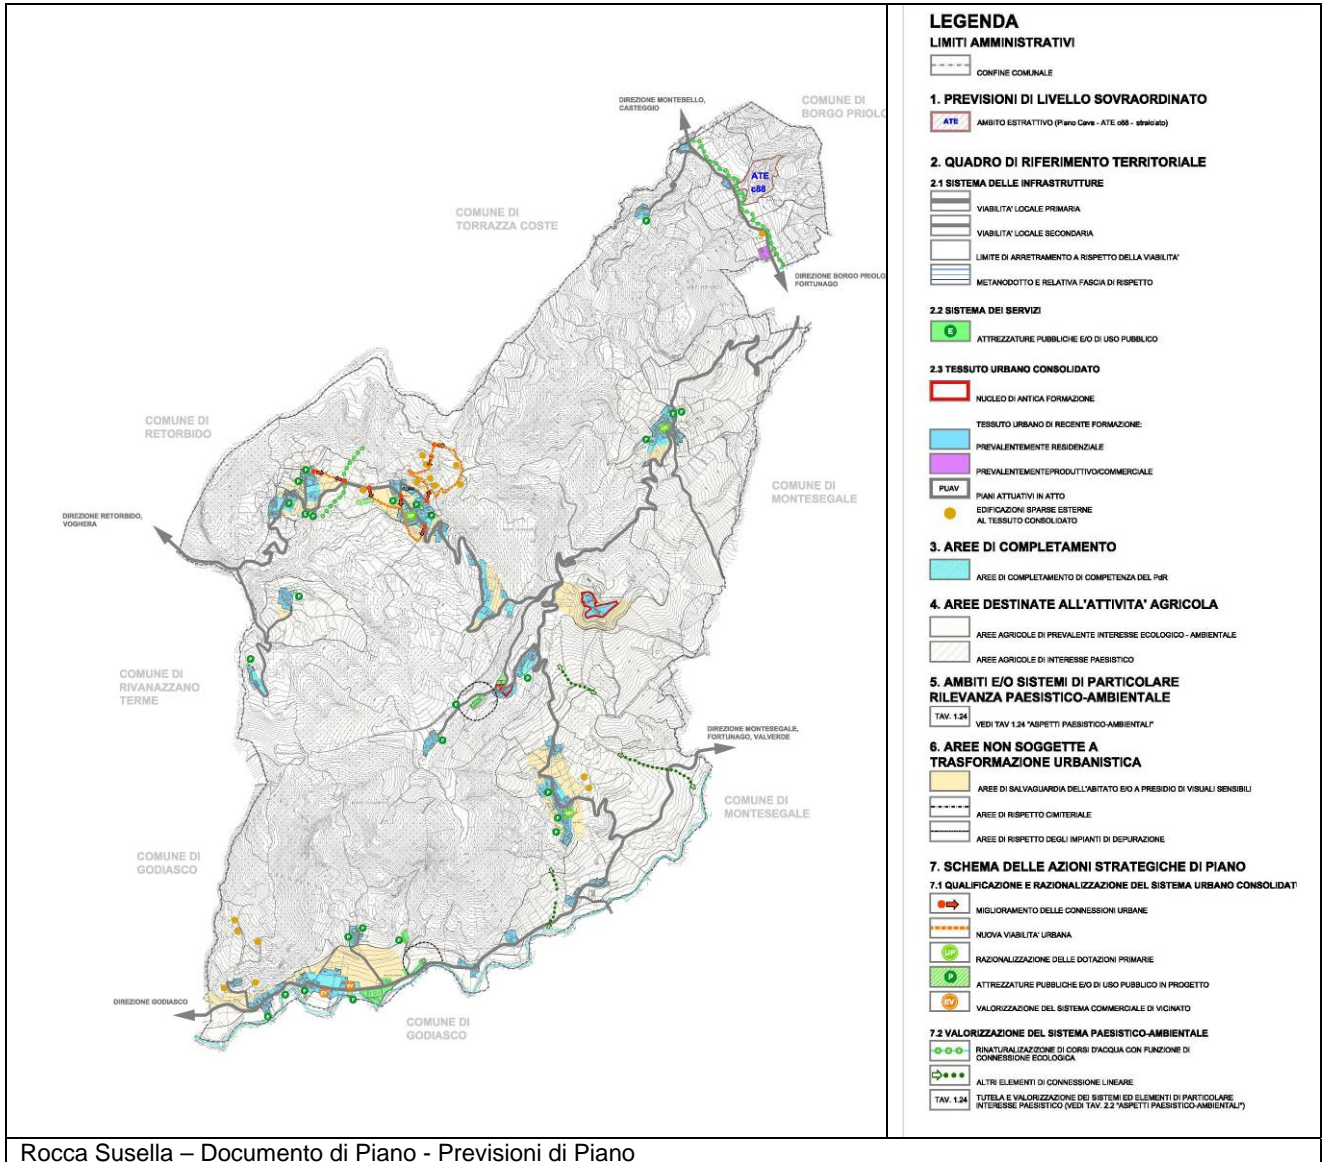 DIREZIONE MONTEBELLO,
CASTEGGIO
COMUNE DI
BORGO PRIOLO
ATE
c88
COMUNE DI
TORRAZZA COSTE
DIREZIONE BORGO PRIOLO
FORTUNAGO
COMUNE DI
RETORBIDO
COMUNE DI
MONTESEGALE
DIREZIONE RETORBIDO,
VOGHERA
COMUNE DI
RIVANAZZANO
TERME
DIREZIONE MONTESEGALE,
FORTUNAGO, VALVERDE
COMUNE DI
MONTESEGALE
COMUNE DI
GODIASCO
DIREZIONE GODIASCO
COMUNE DI
GODIASCO
LEGENDA
LIMITI AMMINISTRATIVI
CONFINE COMUNALE
1. PREVISIONI DI LIVELLO SOVRAORDINATO
ATE AMBITO ESTRATTIVO (Piano Cave - ATE c88 - stralciato)
2. QUADRO DI RIFERIMENTO TERRITORIALE
2.1 SISTEMA DELLE INFRASTRUTTURE
VIABILITA' LOCALE PRIMARIA
VIABILITA' LOCALE SECONDARIA
LIMITE DI ARRETRAMENTO A RISPETTO DELLA VIABILITA'
METANODOTTO E RELATIVA FASCIA DI RISPETTO
2.2 SISTEMA DEI SERVIZI
E ATTREZZATURE PUBBLICHE E/O DI USO PUBBLICO
2.3 TESSUTO URBANO CONSOLIDATO
NUCLEO DI ANTICA FORMAZIONE
TESSUTO URBANO DI RECENTE FORMAZIONE:
PREVALENTEMENTE RESIDENZIALE
PREVALENTEMENTEPRODUTTIVO/COMMERCIALE
PUAV PIANI ATTUATIVI IN ATTO
EDIFICAZIONI SPARSE ESTERNE
AL TESSUTO CONSOLIDATO
3. AREE DI COMPLETAMENTO
AREE DI COMPLETAMENTO DI COMPETENZA DEL PdR
4. AREE DESTINATE ALL'ATTIVITA' AGRICOLA
AREE AGRICOLE DI PREVALENTE INTERESSE ECOLOGICO - AMBIENTALE
AREE AGRICOLE DI INTERESSE PAESISTICO
5. AMBITI E/O SISTEMI DI PARTICOLARE
RILEVANZA PAESISTICO-AMBIENTALE
TAV. 1.24 VEDI TAV 1.24 "ASPETTI PAESISTICO-AMBIENTALI"
6. AREE NON SOGGETTE A
TRASFORMAZIONE URBANISTICA
AREE DI SALVAGUARDIA DELL'ABITATO E/O A PRESIDIO DI VISUALI SENSIBILI
AREE DI RISPETTO CIMITERIALE
AREE DI RISPETTO DEGLI IMPIANTI DI DEPURAZIONE
7. SCHEMA DELLE AZIONI STRATEGICHE DI PIANO
7.1 QUALIFICAZIONE E RAZIONALIZZAZIONE DEL SISTEMA URBANO CONSOLIDAT
MIGLIORAMENTO DELLE CONNESSIONI URBANE
NUOVA VIABILITA' URBANA
UP RAZIONALIZZAZIONE DELLE DOTAZIONI PRIMARIE
P ATTREZZATURE PUBBLICHE E/O DI USO PUBBLICO IN PROGETTO
EV VALORIZZAZIONE DEL SISTEMA COMMERCIALE DI VICINATO
7.2 VALORIZZAZIONE DEL SISTEMA PAESISTICO-AMBIENTALE
RINATURALIZAZIZONE DI CORSI D'ACQUA CON FUNZIONE DI
CONNESSIONE ECOLOGICA
ALTRI ELEMENTI DI CONNESSIONE LINEARE
TAV. 1.24 TUTELA E VALORIZZAZIONE DEI SISTEMI ED ELEMENTI DI PARTICOLARE
INTERESSE PAESISTICO (VEDI TAV. 2.2 "ASPETTI PAESISTICO-AMBIENTALI")
Rocca Susella – Documento di Piano - Previsioni di Piano